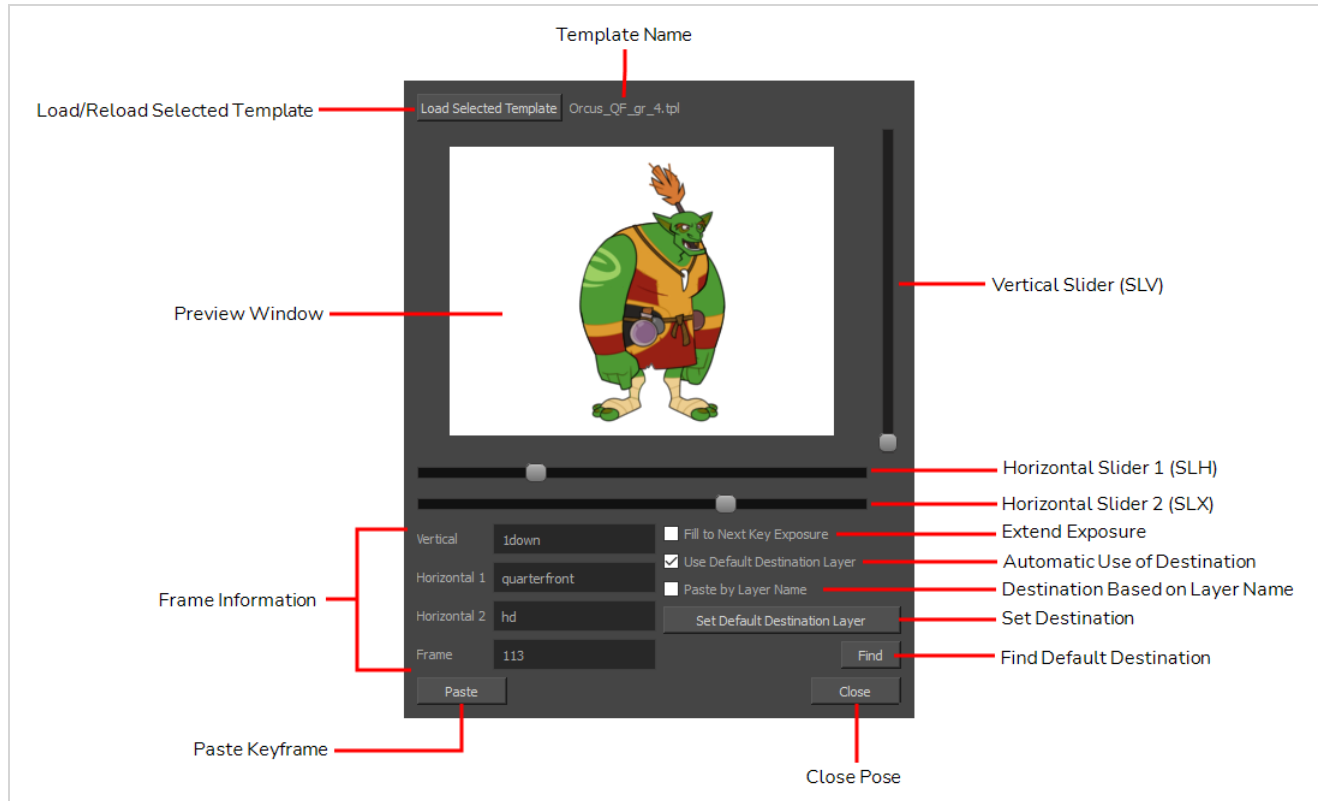 Template Name
Load/Reload Selected Template
Load Selected Template
Orcus_QF_gr_4.tpl
Preview Window
Vertical Slider (SLV)
Horizontal Slider 1 (SLH)
Horizontal Slider 2 (SLX)
Vertical
1down
Fill to Next Key Exposure
Extend Exposure
Use Default Destination Layer
Automatic Use of Destination
Horizontal 1
quarterfront
Paste by Layer Name
Destination Based on Layer Name
Frame Information
Horizontal 2
hd
Set Default Destination Layer
Set Destination
Frame
113
Find
Find Default Destination
Paste
Close
Paste Keyframe
Close Pose